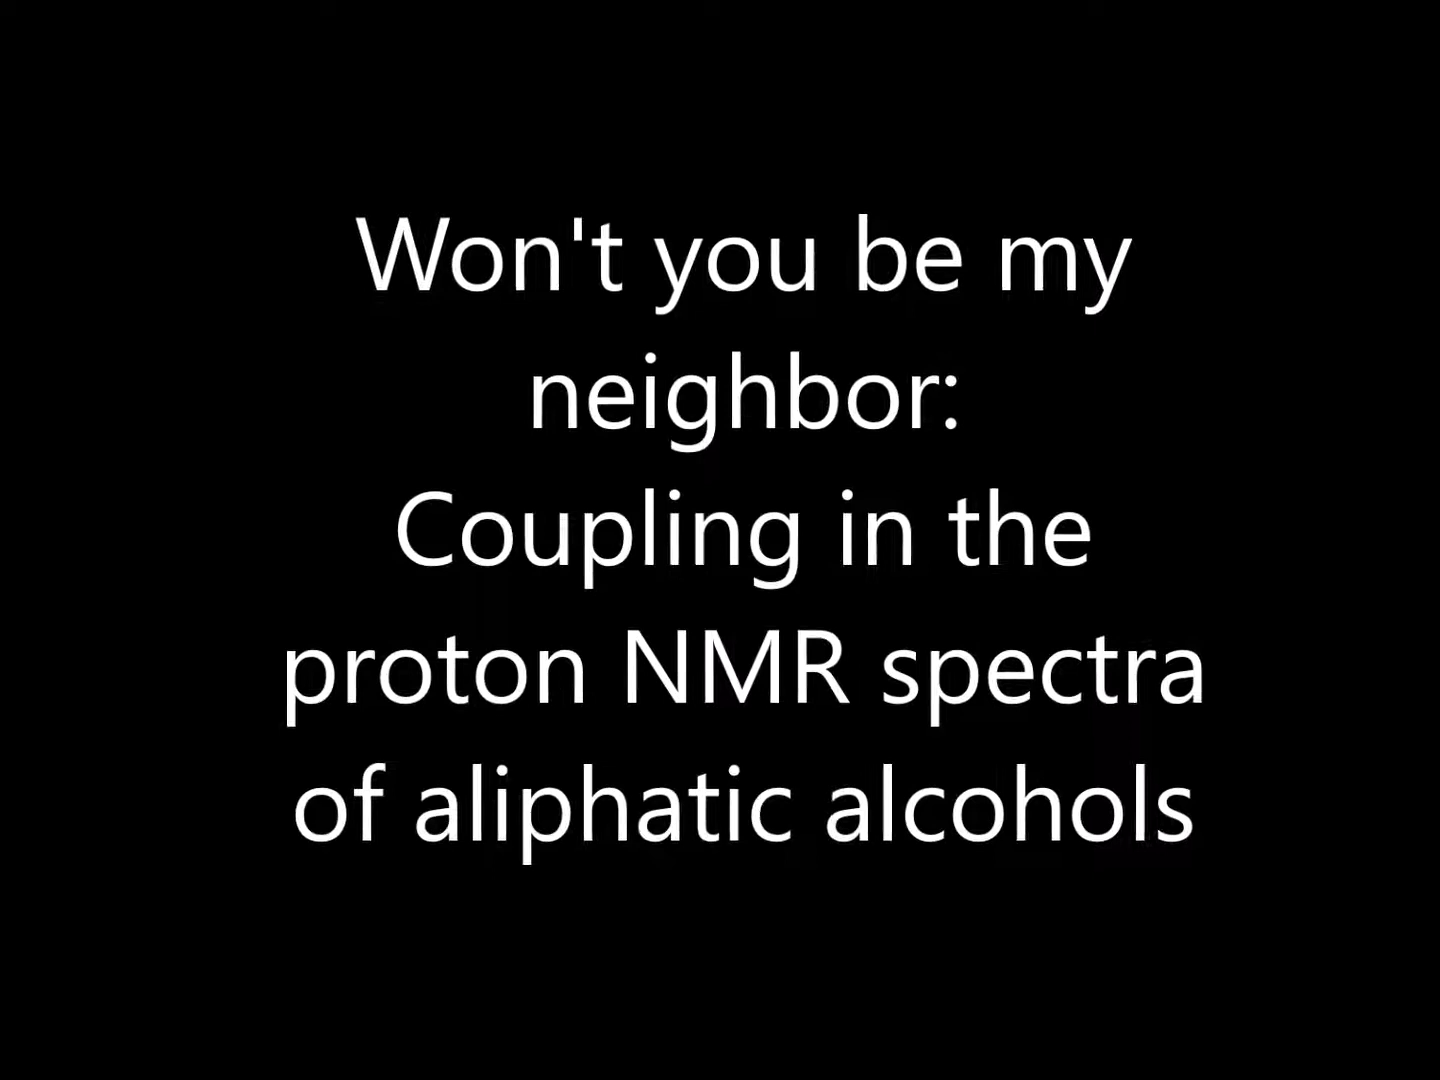 Won't you be my
neighbor:
Coupling in the
proton NMR spectra
of aliphatic alcohols